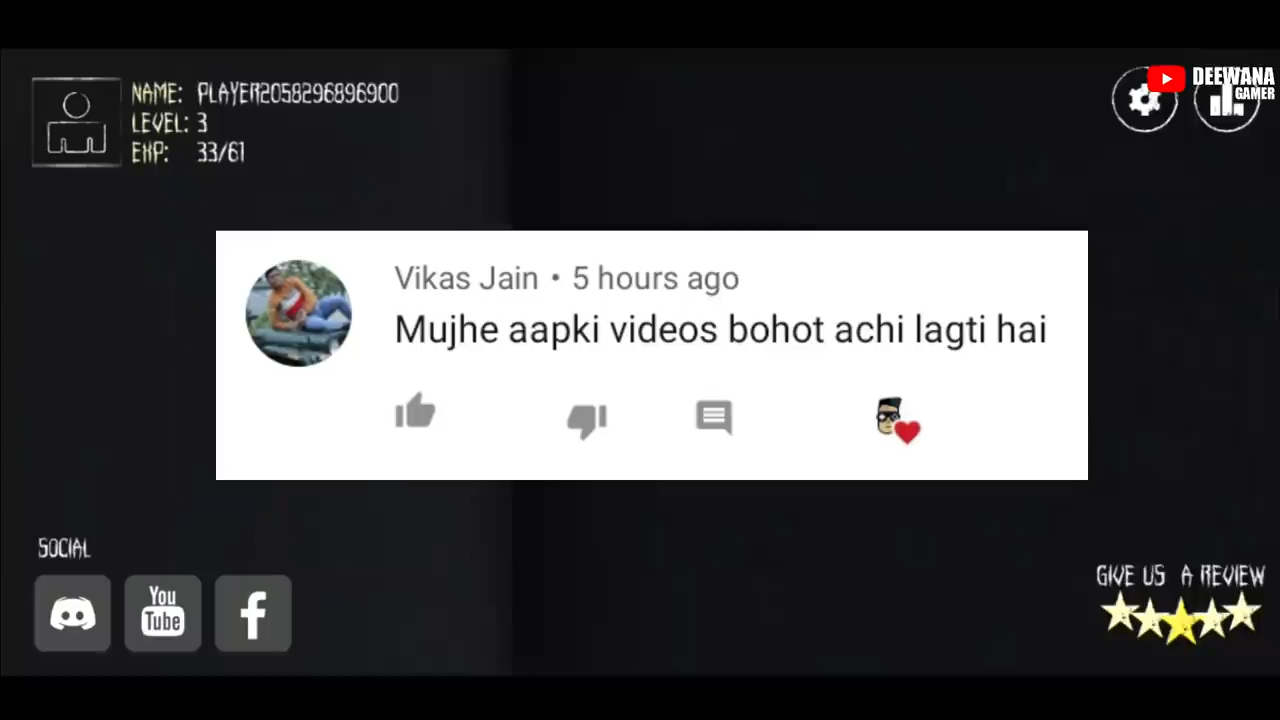 NAME: PLAYER2058296896900
LEVEL: 3
EXP: 33/61
DEEWANA
GAMER
Vikas Jain • 5 hours ago
Mujhe aapki videos bohot achi lagti hai
SOCIAL
You
Tube
GIVE US A REVIEW